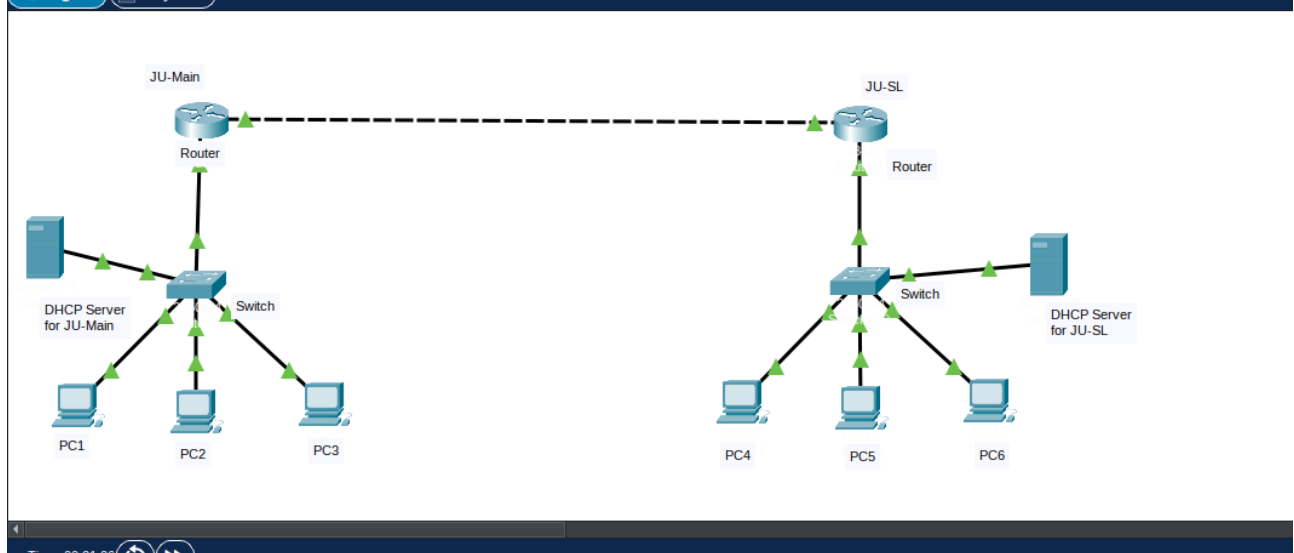 JU-Main
JU-SL
Router
Router
Switch
Switch
DHCP Server
for JU-Main
DHCP Server
for JU-SL
PC1
PC2
PC3
PC4
PC5
PC6